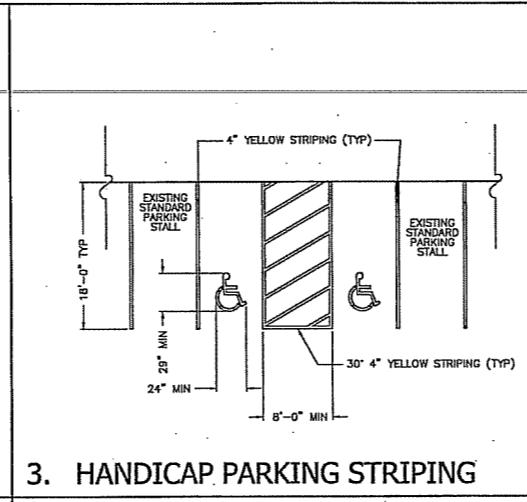 4" YELLOW STRIPING (TYP)
EXISTING
STANDARD
PARKING
STALL
EXISTING
STANDARD
PARKING
STALL
18'-0" TYP
29" MIN
24" MIN
30° 4" YELLOW STRIPING (TYP)
8'-0" MIN
3. HANDICAP PARKING STRIPING